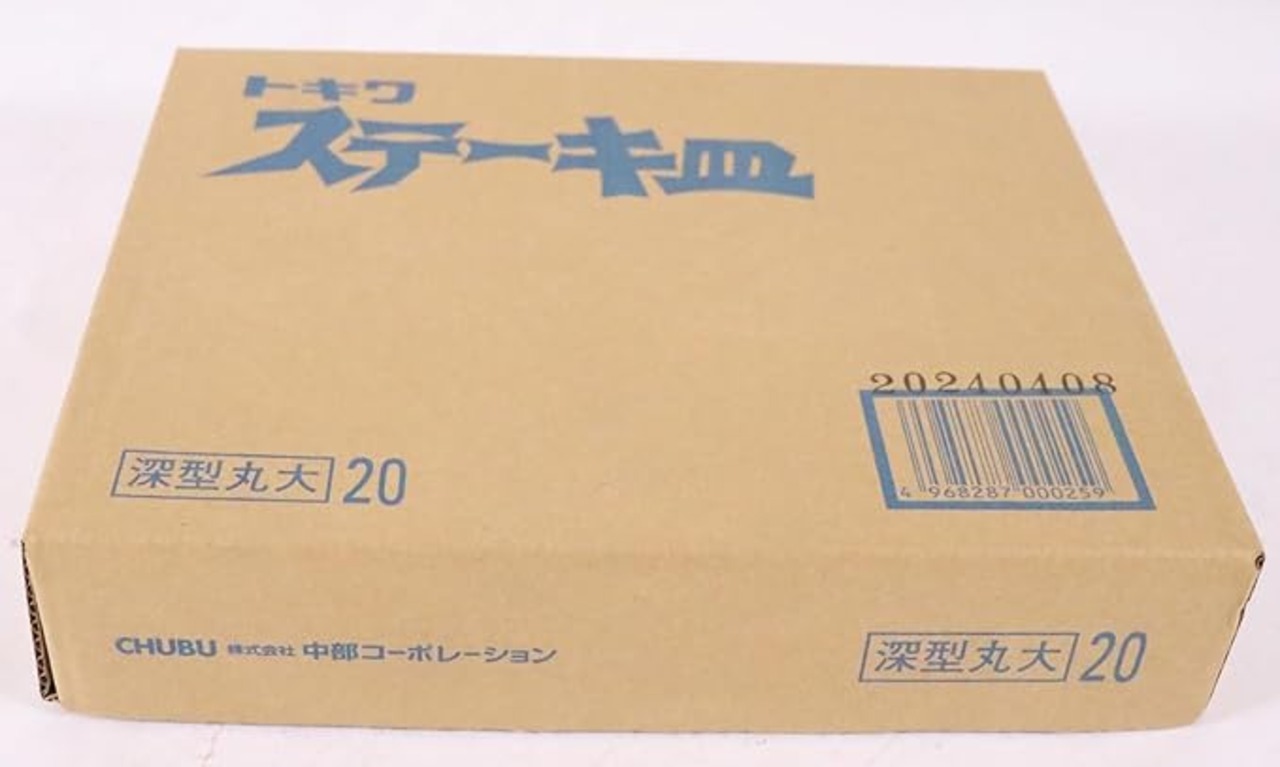 トキワ
ステーキ皿
20240408
4 968287 000259
深型丸大 20
CHUBU 株式会社 中部コーポレーション
深型丸大 20